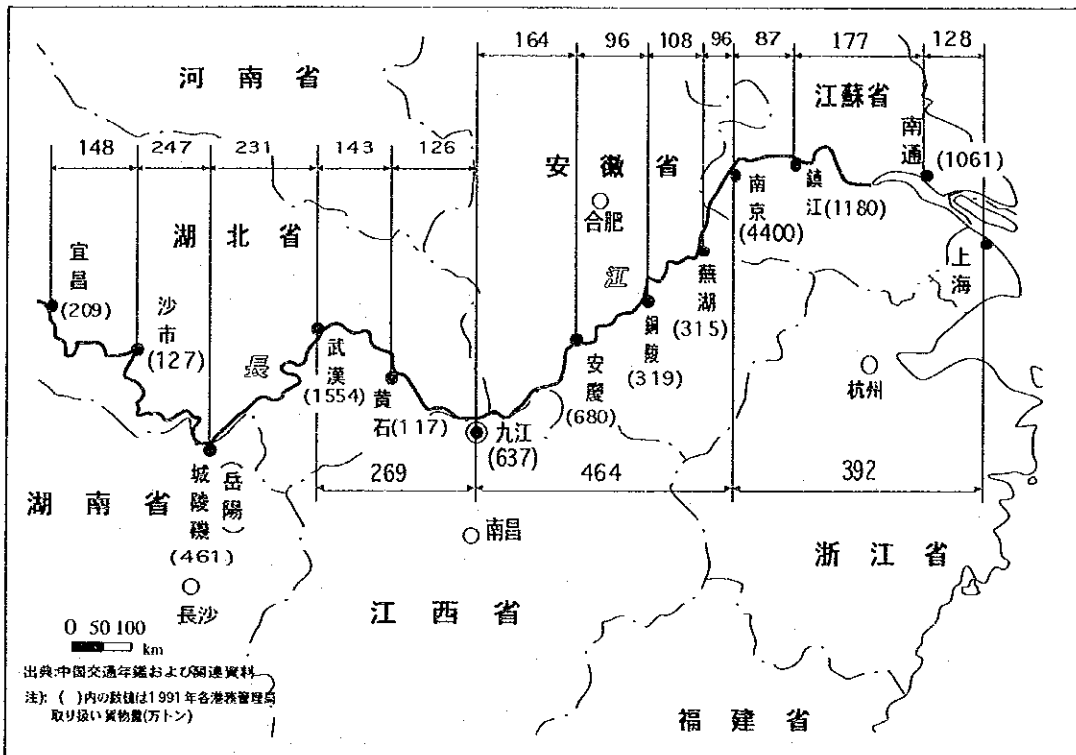 164 96 108 96 87 177 128
河南省
江蘇省
148 247 231 143 126
安徽省
南通
(1061)
合肥
南京
(4400)
鎮江(1180)
湖北省
宜昌
(209)
沙市
(127)
江
蕪湖
(315)
上海
長
武漢
(1554)
黄石(117)
銅陵
(319)
安慶
(680)
杭州
九江
(637)
269 464 392
城陵磯
(岳陽)
(461)
湖南省
南昌
浙江省
長沙
江西省
0 50 100
km
出典:中国交通年鑑および関連資料
注): ( )内の数値は1991年各港務管理局
取り扱い貨物量(万トン)
福建省